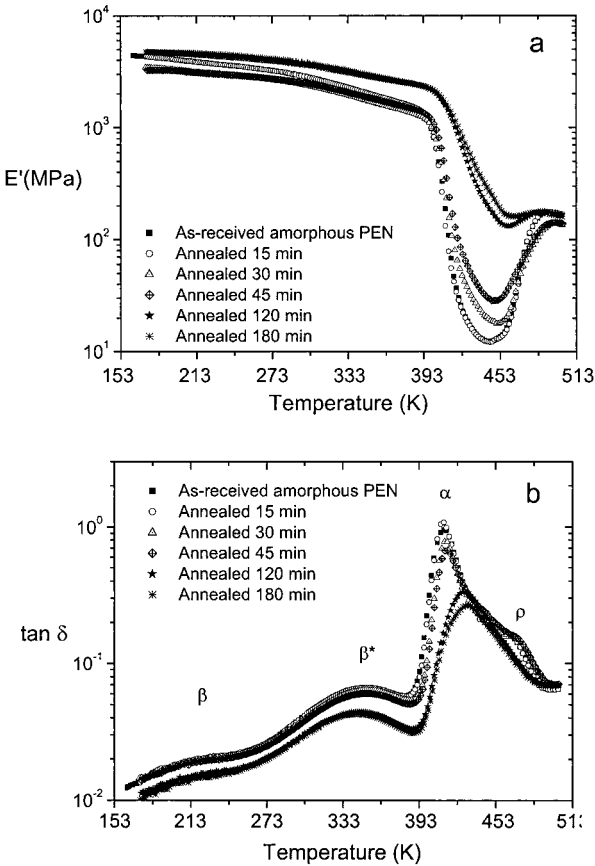 10⁴
a
10³
E'(MPa)
10²
■ As-received amorphous PEN
○ Annealed 15 min
△ Annealed 30 min
⊕ Annealed 45 min
★ Annealed 120 min
✳ Annealed 180 min
10¹
153 213 273 333 393 453 513
Temperature (K)
■ As-received amorphous PEN
○ Annealed 15 min
△ Annealed 30 min
⊕ Annealed 45 min
★ Annealed 120 min
✳ Annealed 180 min
α
b
10⁰
tan δ
ρ
β*
10⁻¹
β
10⁻²
153 213 273 333 393 453 513
Temperature (K)